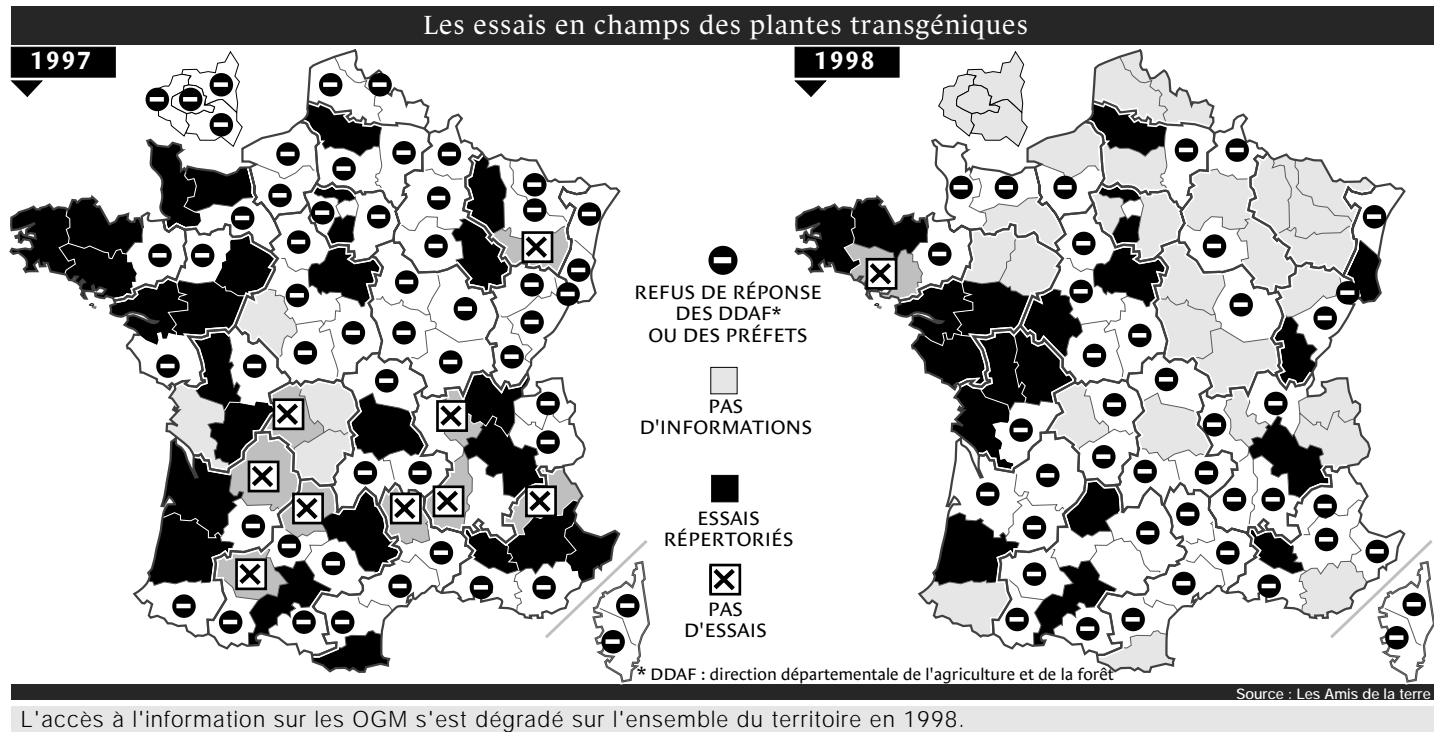 Les essais en champs des plantes transgéniques
1997
1998
REFUS DE RÉPONSE
DES DDAF*
OU DES PRÉFETS
PAS
D'INFORMATIONS
ESSAIS
RÉPERTORIÉS
PAS
D'ESSAIS
* DDAF : direction départementale de l'agriculture et de la forêt
Source : Les Amis de la terre
L'accès à l'information sur les OGM s'est dégradé sur l'ensemble du territoire en 1998.